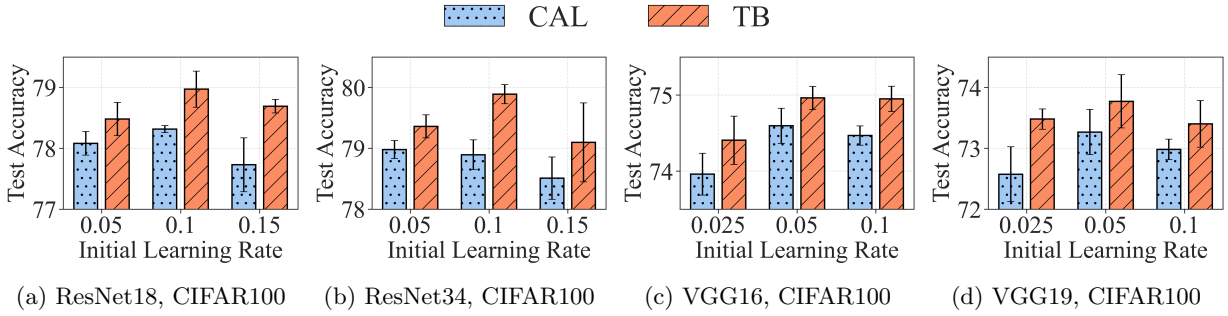 CAL TB
Test Accuracy
79
78
77
0.05 0.1 0.15
Initial Learning Rate
(a) ResNet18, CIFAR100
Test Accuracy
80
79
78
0.05 0.1 0.15
Initial Learning Rate
(b) ResNet34, CIFAR100
Test Accuracy
75
74
0.025 0.05 0.1
Initial Learning Rate
(c) VGG16, CIFAR100
Test Accuracy
74
73
72
0.025 0.05 0.1
Initial Learning Rate
(d) VGG19, CIFAR100